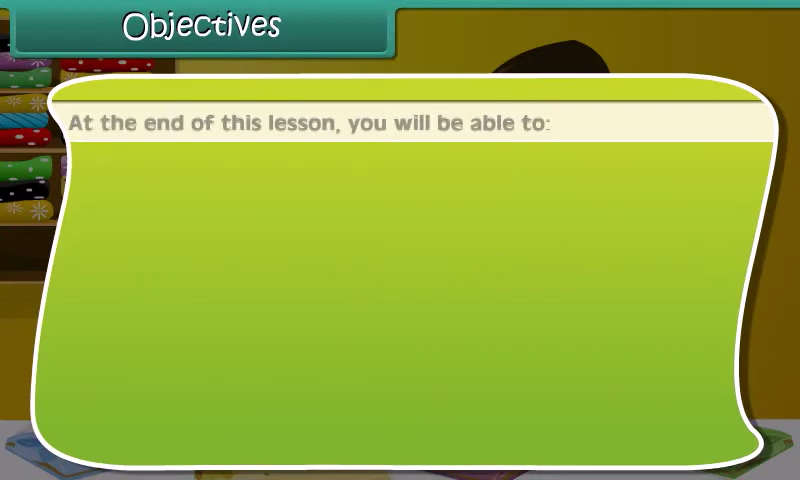 Objectives
At the end of this lesson, you will be able to: